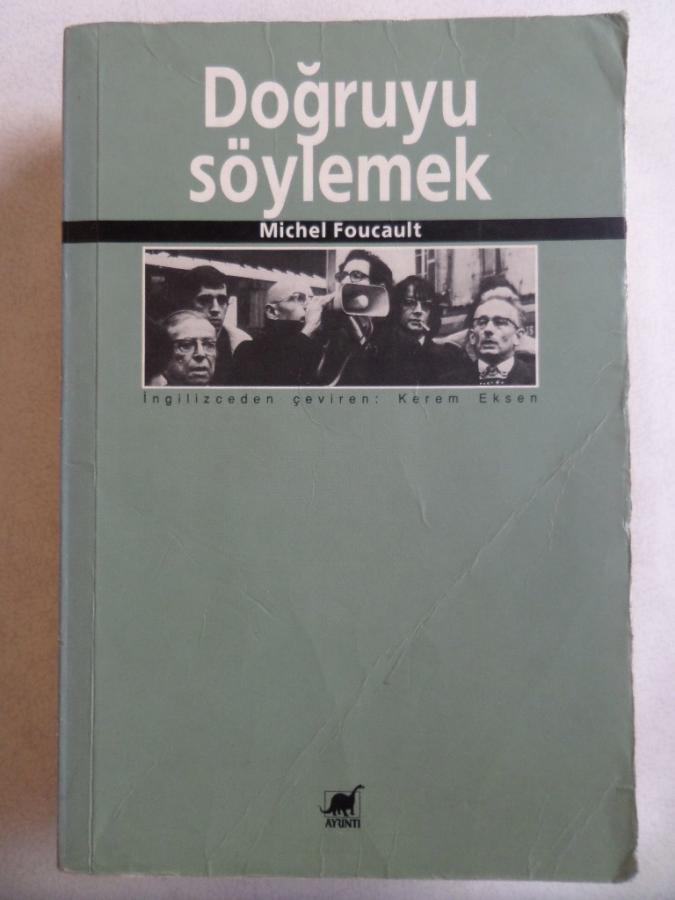 Doğruyu
söylemek
Michel Foucault
İngilizceden çeviren: Kerem Eksen
AYRINTI